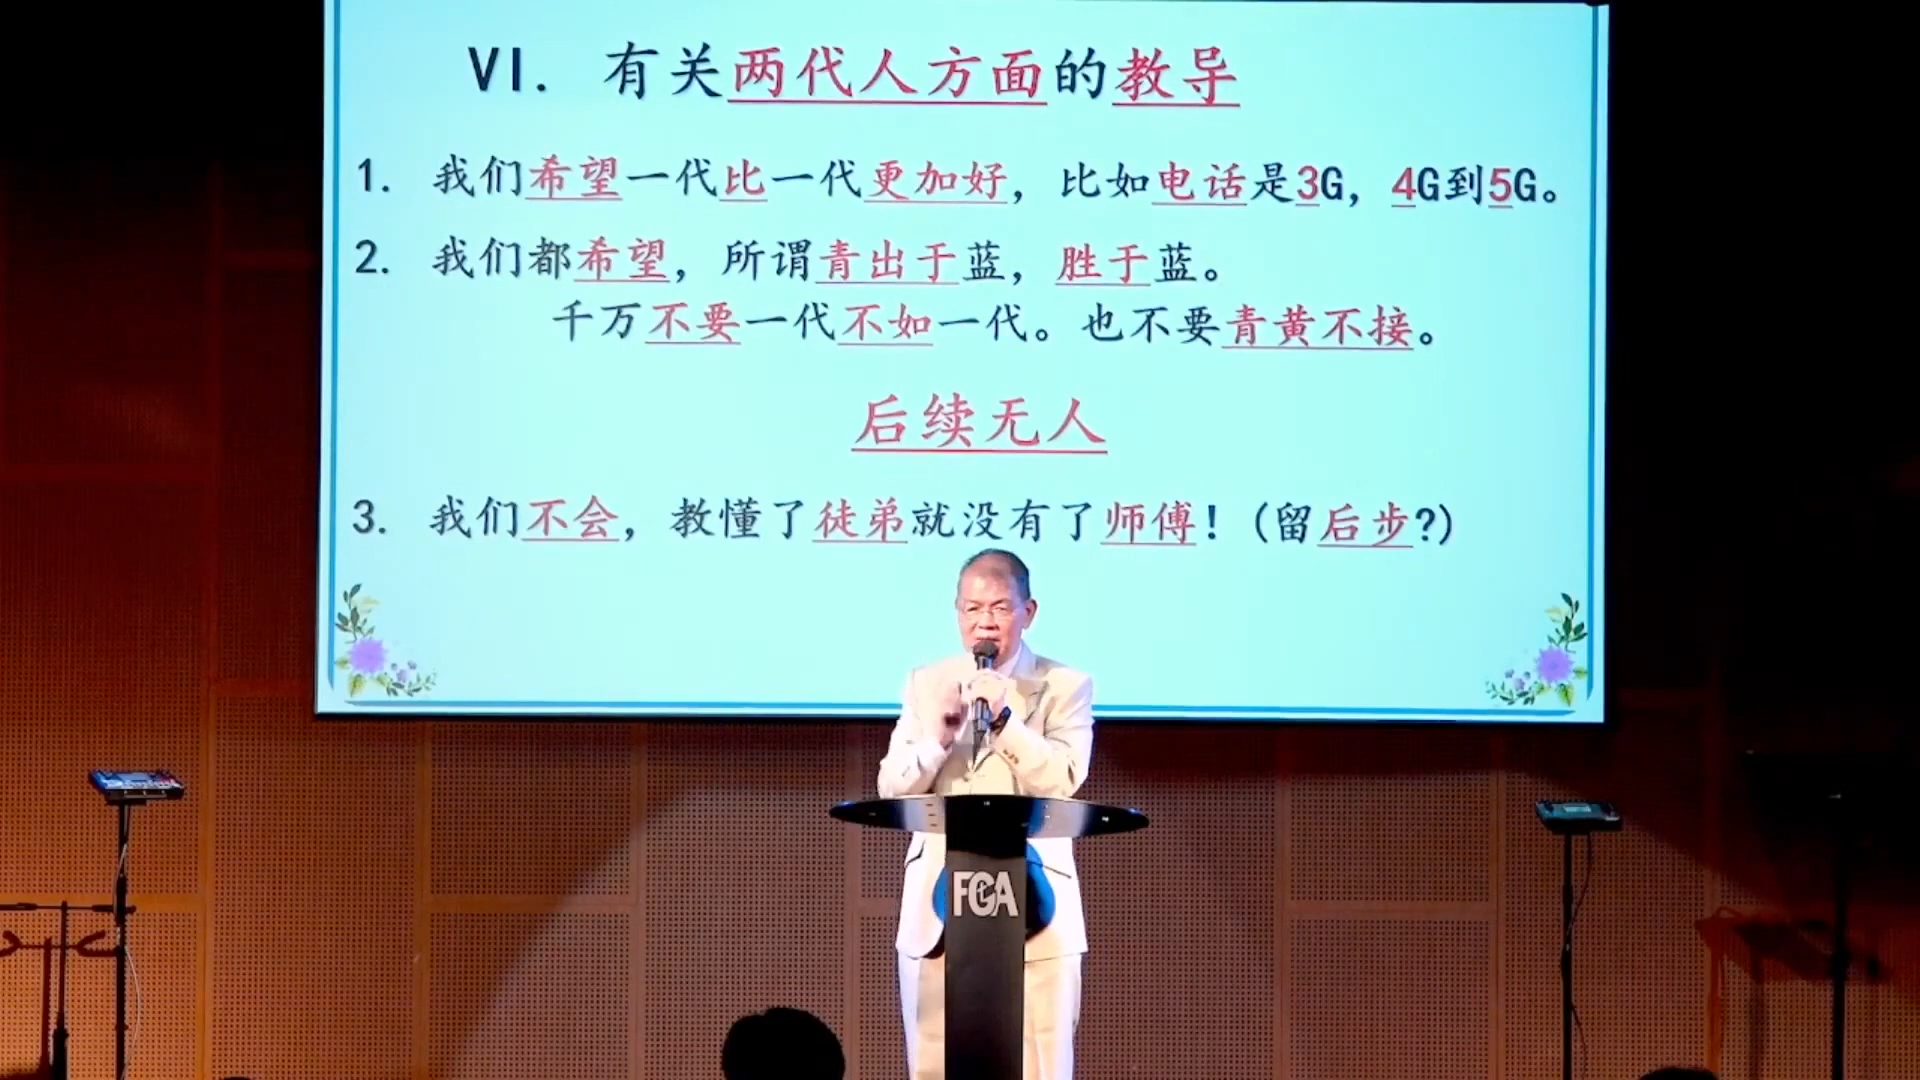 VI. 有关两代人方面的教导
1. 我们希望一代比一代更加好，比如电话是3G，4G到5G。
2. 我们都希望，所谓青出于蓝，胜于蓝。
千万不要一代不如一代。也不要青黄不接。
后续无人
3. 我们不会，教懂了徒弟就没有了师傅！(留后步?)
FGA